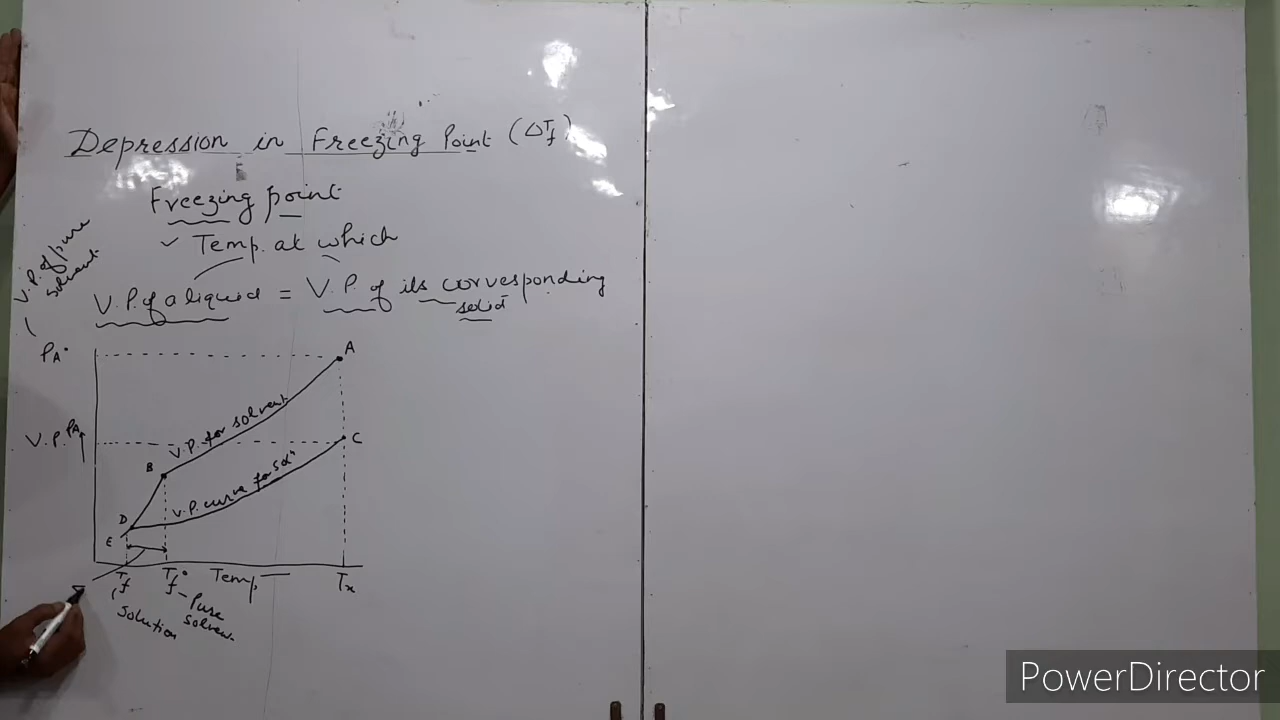 Depression in Freezing Point (ΔTf)
Freezing point
✓ Temp. at which
V.P. of a liquid = V.P. of its corresponding
solid
V.P. of pure
solvent
PA°
A
V.P. for solvent
V.P. PA
C
B
V.P. curve for solⁿ
D
E
Tf Tf° Temp Tx
Solution
Pure
PowerDirector